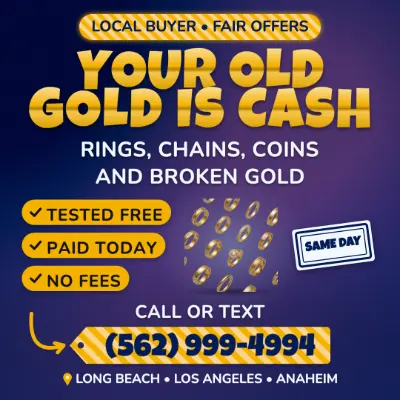 LOCAL BUYER • FAIR OFFERS
YOUR OLD
GOLD IS CASH
RINGS, CHAINS, COINS
AND BROKEN GOLD
TESTED FREE
PAID TODAY
NO FEES
SAME DAY
CALL OR TEXT
(562) 999-4994
LONG BEACH • LOS ANGELES • ANAHEIM